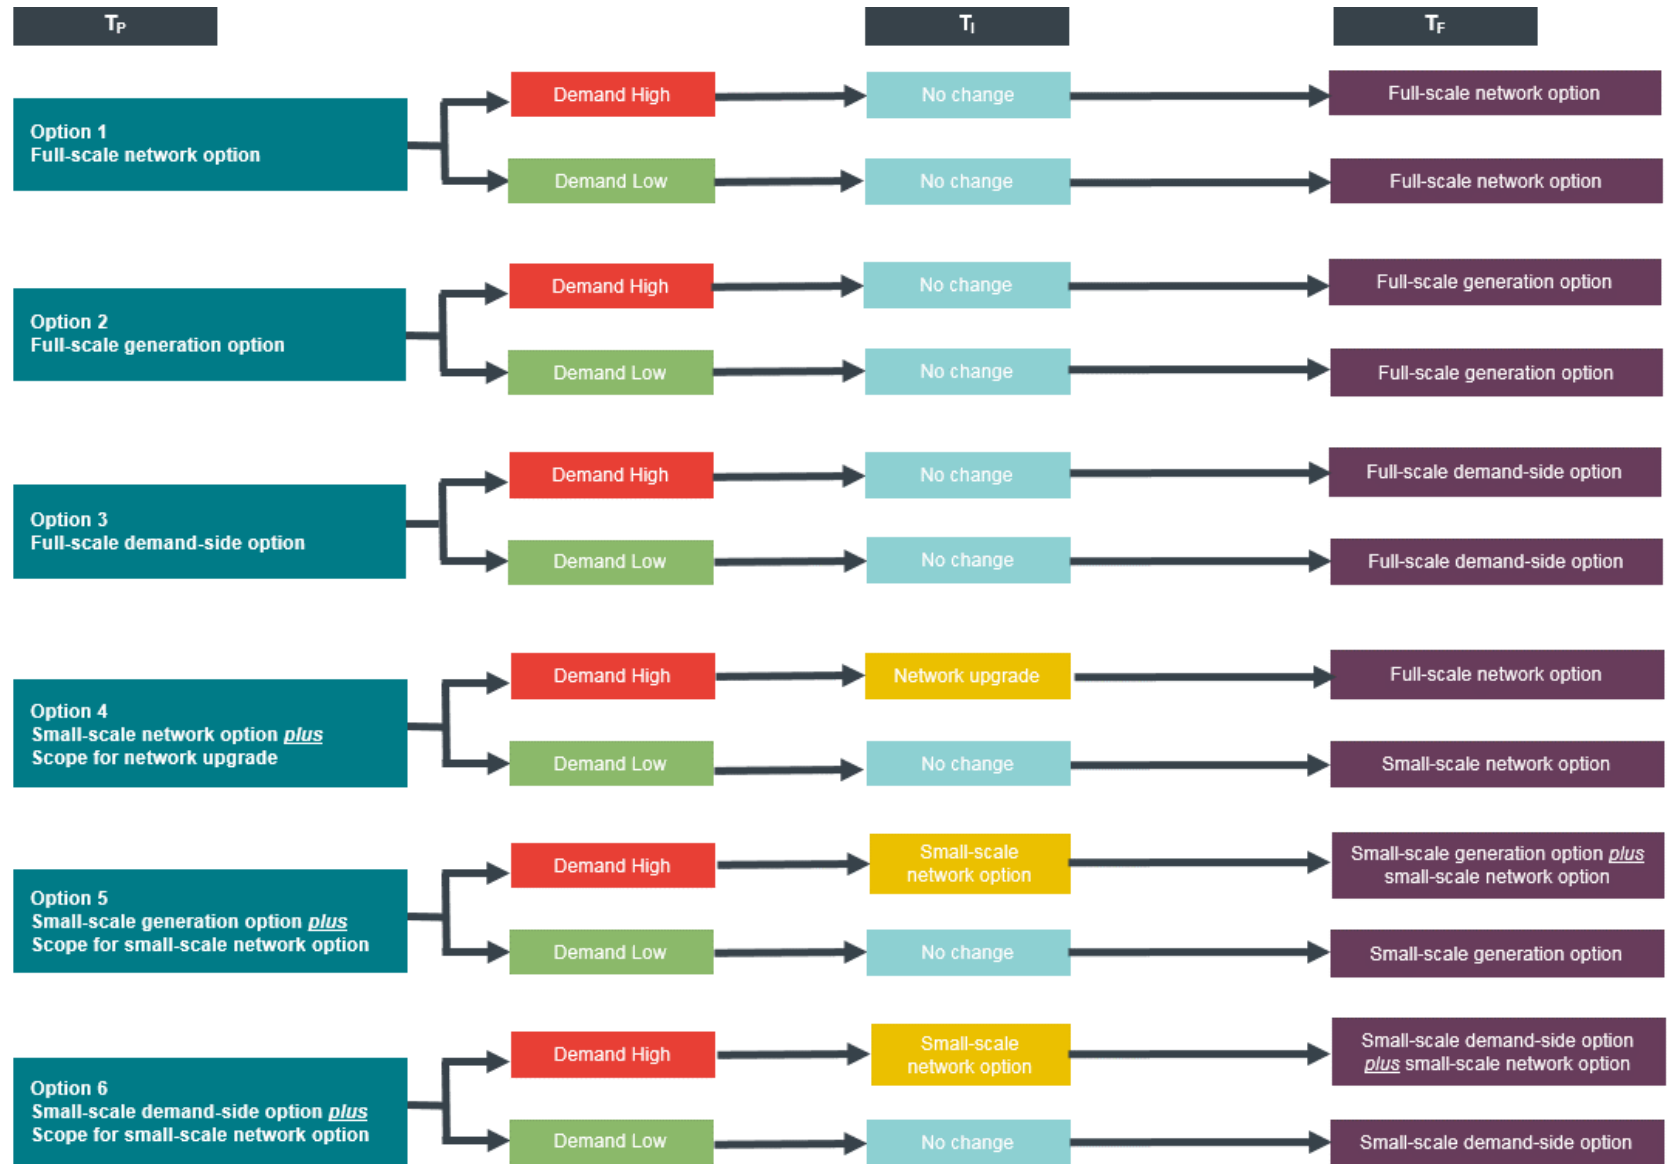 TP
TI
TF
Option 1
Full-scale network option
Demand High
No change
Full-scale network option
Demand Low
No change
Full-scale network option
Option 2
Full-scale generation option
Demand High
No change
Full-scale generation option
Demand Low
No change
Full-scale generation option
Option 3
Full-scale demand-side option
Demand High
No change
Full-scale demand-side option
Demand Low
No change
Full-scale demand-side option
Option 4
Small-scale network option plus
Scope for network upgrade
Demand High
Network upgrade
Full-scale network option
Demand Low
No change
Small-scale network option
Option 5
Small-scale generation option plus
Scope for small-scale network option
Demand High
Small-scale
network option
Small-scale generation option plus
small-scale network option
Demand Low
No change
Small-scale generation option
Option 6
Small-scale demand-side option plus
Scope for small-scale network option
Demand High
Small-scale
network option
Small-scale demand-side option
plus small-scale network option
Demand Low
No change
Small-scale demand-side option